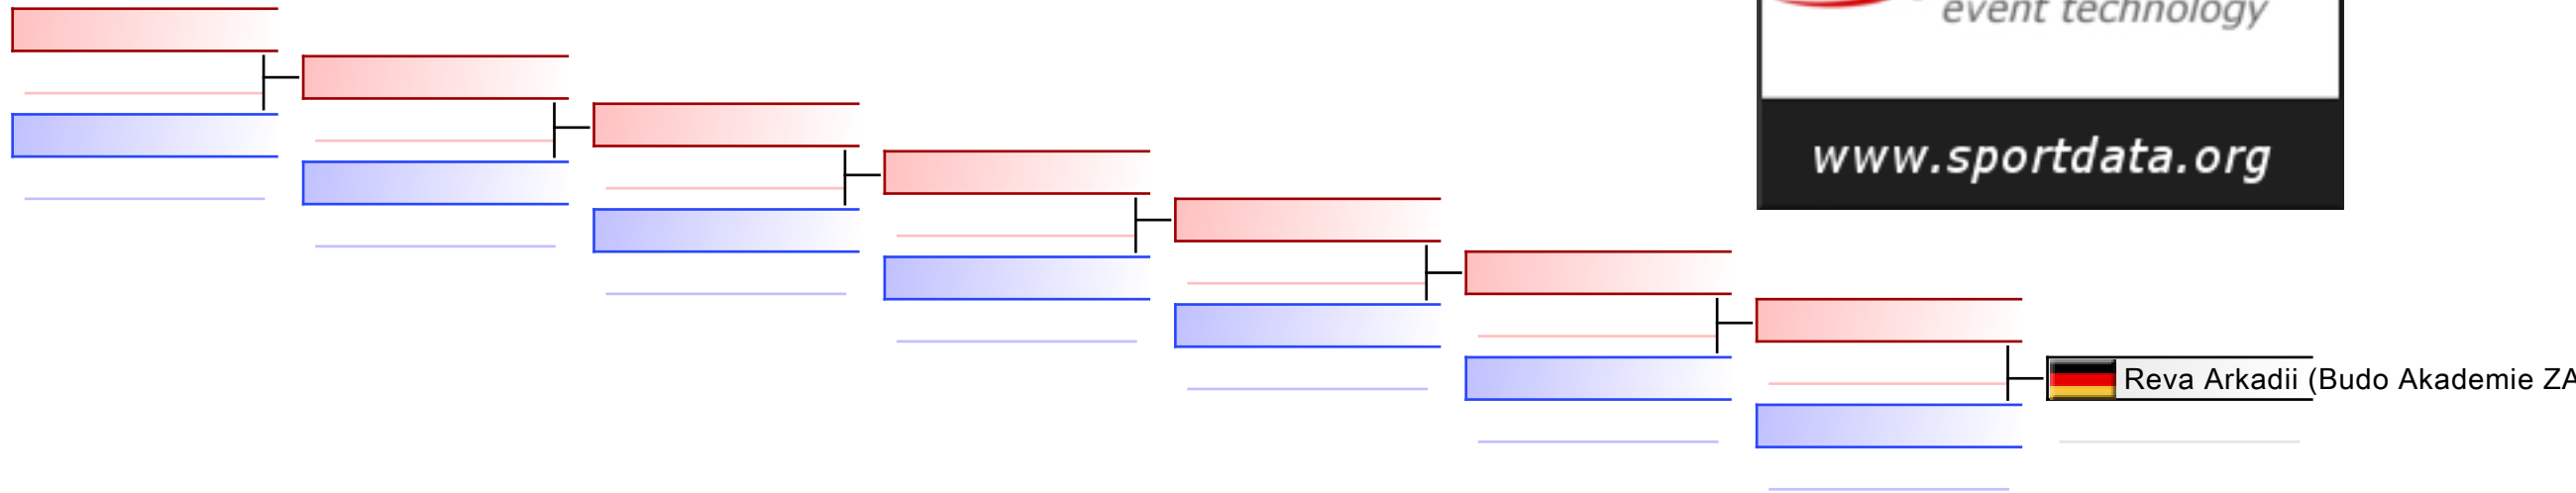 event technology
www.sportdata.org
Reva Arkadii (Budo Akademie ZA